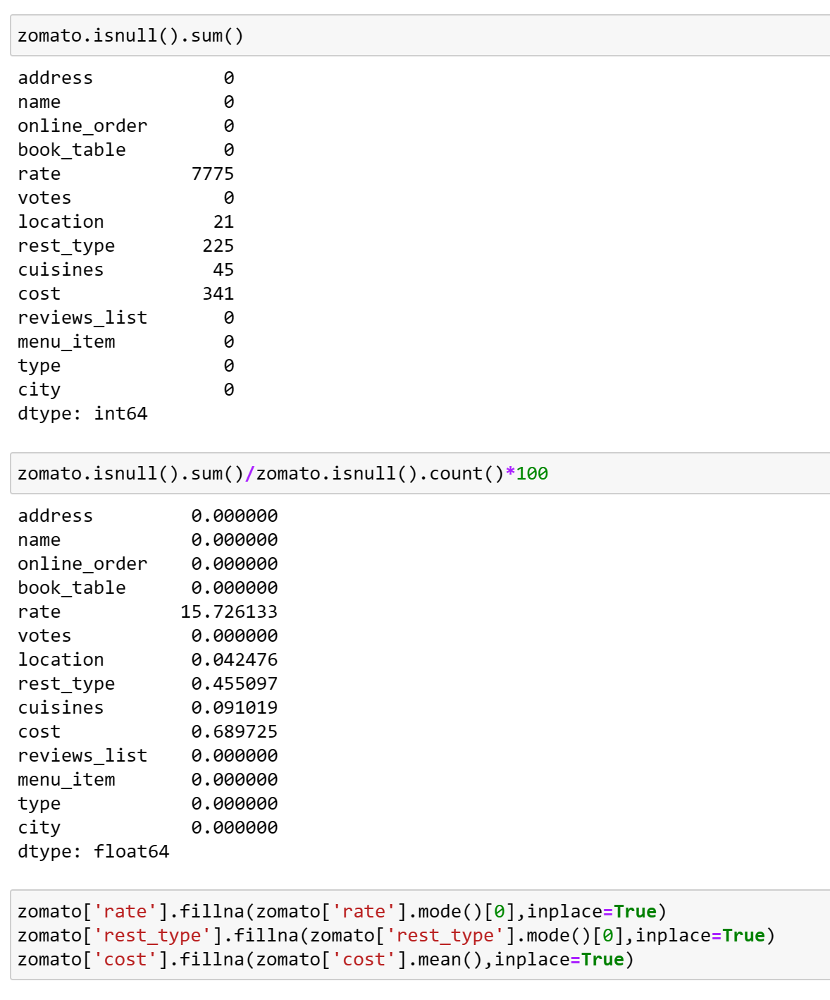 zomato.isnull().sum()
address 0
name 0
online_order 0
book_table 0
rate 7775
votes 0
location 21
rest_type 225
cuisines 45
cost 341
reviews_list 0
menu_item 0
type 0
city 0
dtype: int64
zomato.isnull().sum()/zomato.isnull().count()*100
address 0.000000
name 0.000000
online_order 0.000000
book_table 0.000000
rate 15.726133
votes 0.000000
location 0.042476
rest_type 0.455097
cuisines 0.091019
cost 0.689725
reviews_list 0.000000
menu_item 0.000000
type 0.000000
city 0.000000
dtype: float64
zomato['rate'].fillna(zomato['rate'].mode()[0],inplace=True)
zomato['rest_type'].fillna(zomato['rest_type'].mode()[0],inplace=True)
zomato['cost'].fillna(zomato['cost'].mean(),inplace=True)